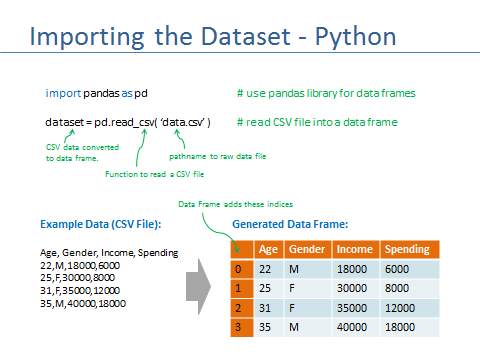 Importing the Dataset - Python
import pandas as pd # use pandas library for data frames
dataset = pd.read_csv( ‘data.csv’ ) # read CSV file into a data frame
CSV data converted
to data frame.
pathname to raw data file
Function to read a CSV file
Data Frame adds these indices
Example Data (CSV File):
Age, Gender, Income, Spending
22,M,18000,6000
25,F,30000,8000
31,F,35000,12000
35,M,40000,18000
Generated Data Frame:
Age Gender Income Spending
0 22 M 18000 6000
1 25 F 30000 8000
2 31 F 35000 12000
3 35 M 40000 18000